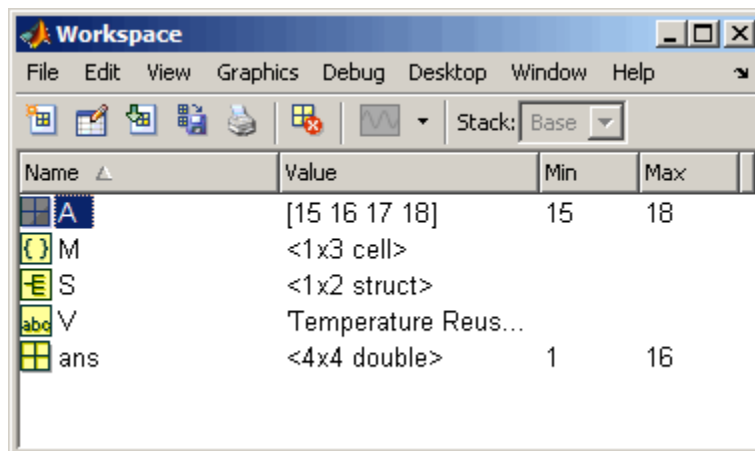 Workspace
File Edit View Graphics Debug Desktop Window Help
Stack: Base
Name Value Min Max
A [15 16 17 18] 15 18
{ } M <1x3 cell>
S <1x2 struct>
abc V 'Temperature Reus...
ans <4x4 double> 1 16